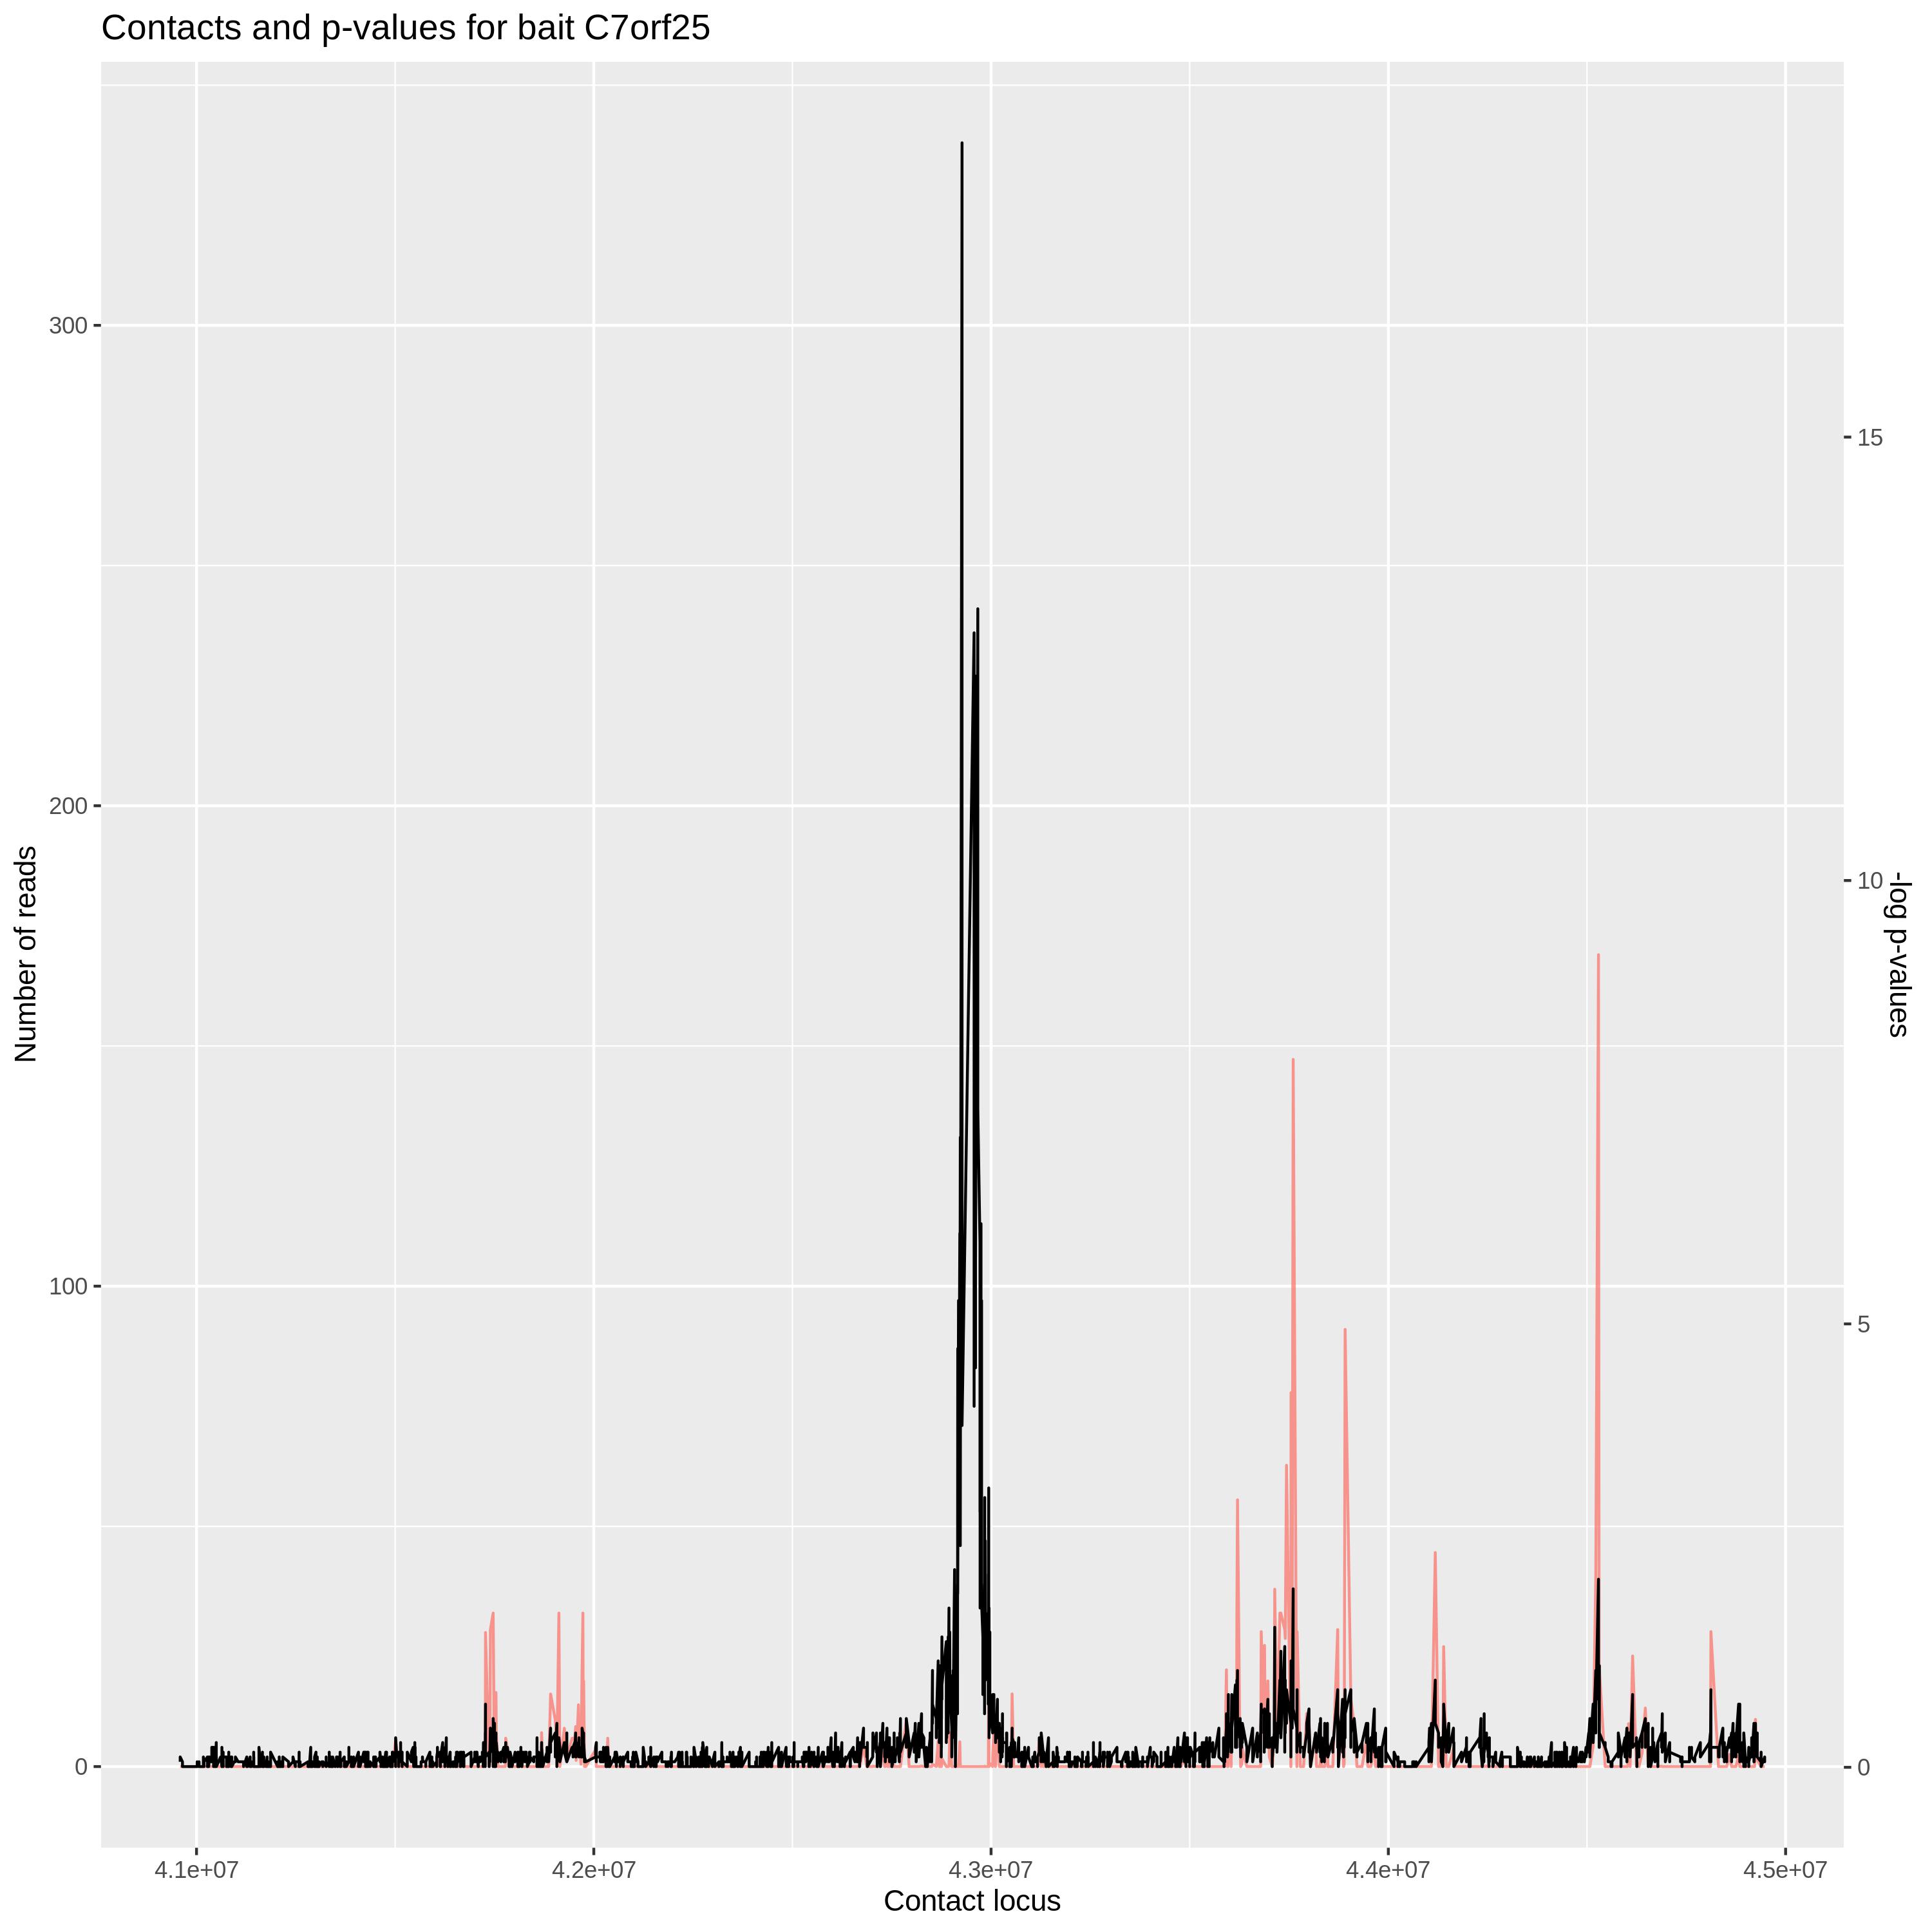 Contacts and p-values for bait C7orf25
Number of reads
300
200
100
0
15
10
5
0
-log p-values
4.1e+07 4.2e+07 4.3e+07 4.4e+07 4.5e+07
Contact locus